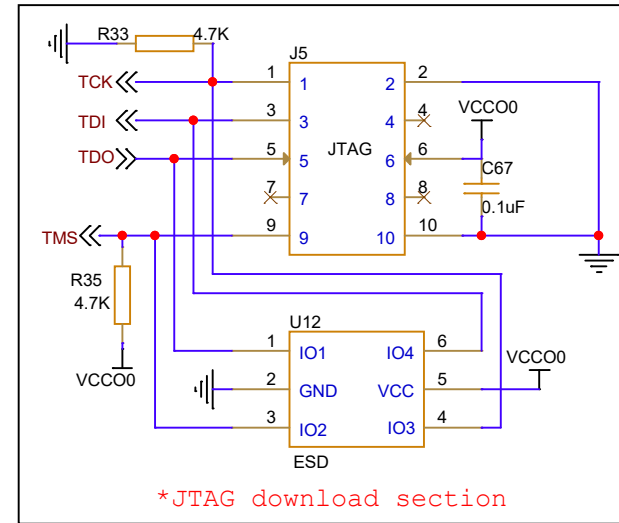 R33 4.7K
J5
TCK 1 1 2 2
TDI 3 3 4 4 VCCO0
TDO 5 5 JTAG 6 6
C67
7 7 8 8 0.1uF
TMS 9 9 10 10
R35
4.7K
U12
1 IO1 IO4 6
VCCO0 2 GND VCC 5 VCCO0
3 IO2 IO3 4
ESD
*JTAG download section